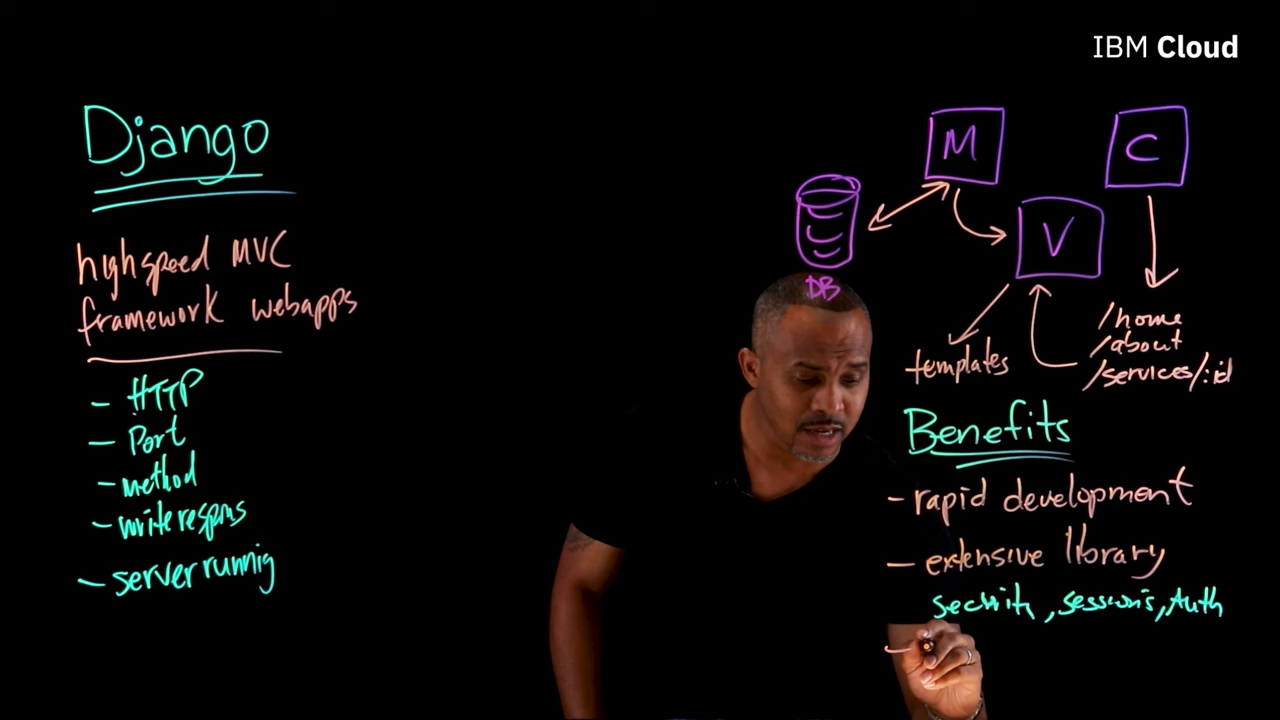 IBM Cloud
Django
highspeed MVC
framework webapps
- HTTP
- Port
- method
- write respons
- server runnig
M
C
V
DB
templates
/home
/about
/services/:id
Benefits
- rapid development
- extensive library
security, sessions, Auth
-